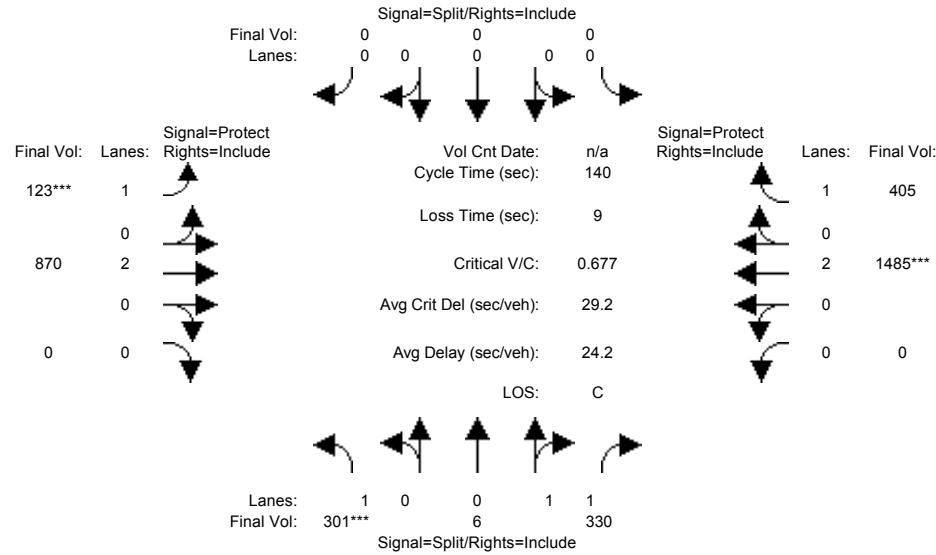 Signal=Split/Rights=Include
Final Vol: 0 0 0
Lanes: 0 0 0 0 0
Signal=Protect Signal=Protect
Final Vol: Lanes: Rights=Include Vol Cnt Date: n/a Rights=Include Lanes: Final Vol:
Cycle Time (sec): 140
123*** 1 1 405
Loss Time (sec): 9
0 0
870 2 Critical V/C: 0.677 2 1485***
0 Avg Crit Del (sec/veh): 29.2 0
0 0 Avg Delay (sec/veh): 24.2 0 0
LOS: C
Lanes: 1 0 0 1 1
Final Vol: 301*** 6 330
Signal=Split/Rights=Include